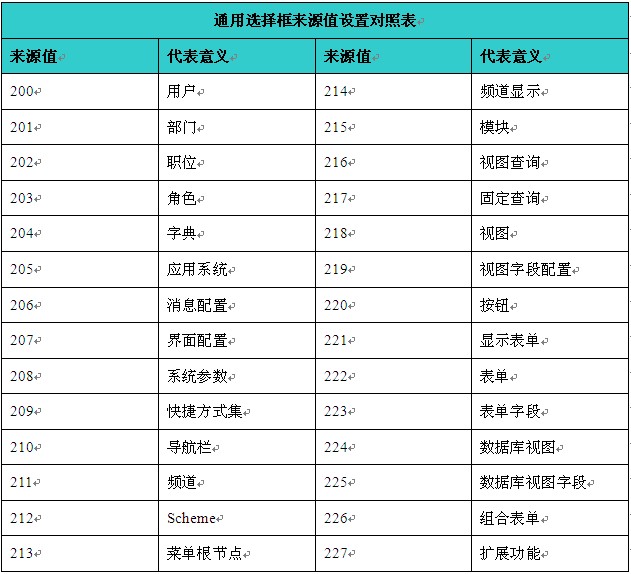 通用选择框来源值设置对照表
来源值 代表意义 来源值 代表意义
200 用户 214 频道显示
201 部门 215 模块
202 职位 216 视图查询
203 角色 217 固定查询
204 字典 218 视图
205 应用系统 219 视图字段配置
206 消息配置 220 按钮
207 界面配置 221 显示表单
208 系统参数 222 表单
209 快捷方式集 223 表单字段
210 导航栏 224 数据库视图
211 频道 225 数据库视图字段
212 Scheme 226 组合表单
213 菜单根节点 227 扩展功能